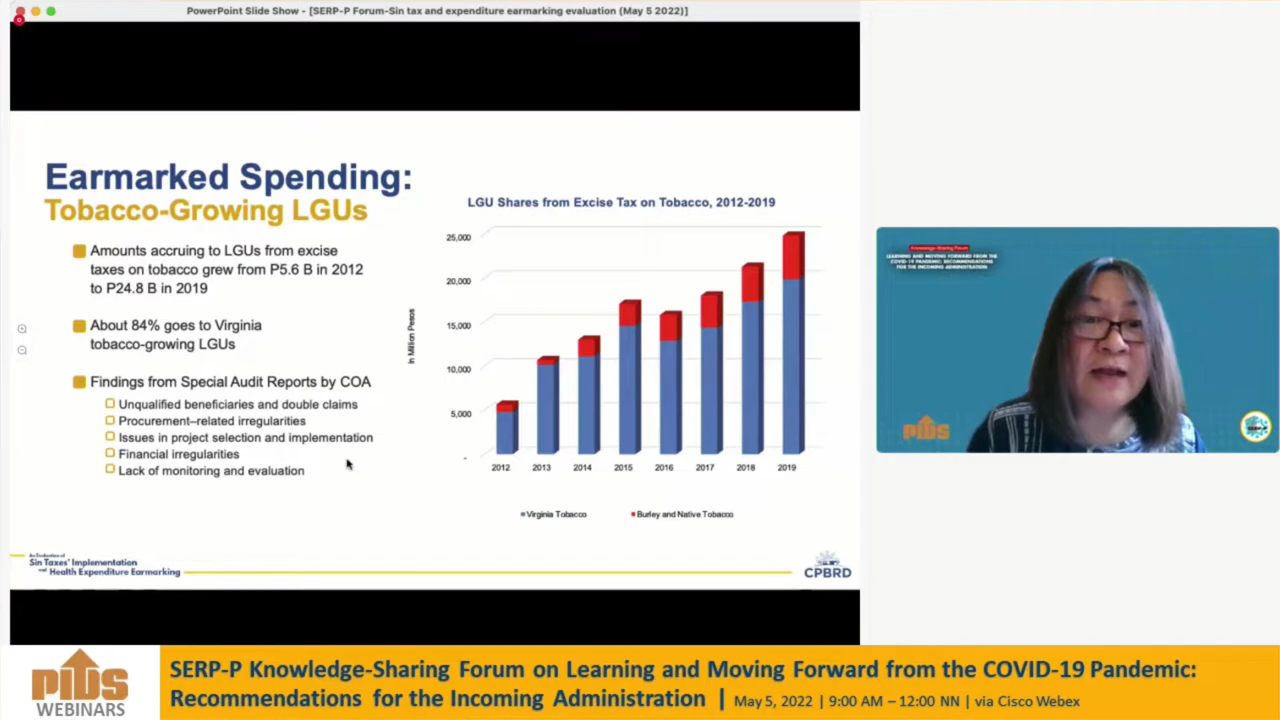 PowerPoint Slide Show - [SERP-P Forum-Sin tax and expenditure earmarking evaluation (May 5 2022)]
Earmarked Spending:
Tobacco-Growing LGUs
Amounts accruing to LGUs from excise
taxes on tobacco grew from P5.6 B in 2012
to P24.8 B in 2019
About 84% goes to Virginia
tobacco-growing LGUs
Findings from Special Audit Reports by COA
Unqualified beneficiaries and double claims
Procurement–related irregularities
Issues in project selection and implementation
Financial irregularities
Lack of monitoring and evaluation
LGU Shares from Excise Tax on Tobacco, 2012-2019
In Million Pesos
25,000
20,000
15,000
10,000
5,000
-
2012 2013 2014 2015 2016 2017 2018 2019
Virginia Tobacco Burley and Native Tobacco
An Evaluation of
Sin Taxes' Implementation
and Health Expenditure Earmarking
CPBRD
Knowledge-Sharing Forum
LEARNING AND MOVING FORWARD FROM THE
COVID-19 PANDEMIC: RECOMMENDATIONS
FOR THE INCOMING ADMINISTRATION
PIDS
SERP-P
PIDS
WEBINARS
SERP-P Knowledge-Sharing Forum on Learning and Moving Forward from the COVID-19 Pandemic:
Recommendations for the Incoming Administration | May 5, 2022 | 9:00 AM – 12:00 NN | via Cisco Webex